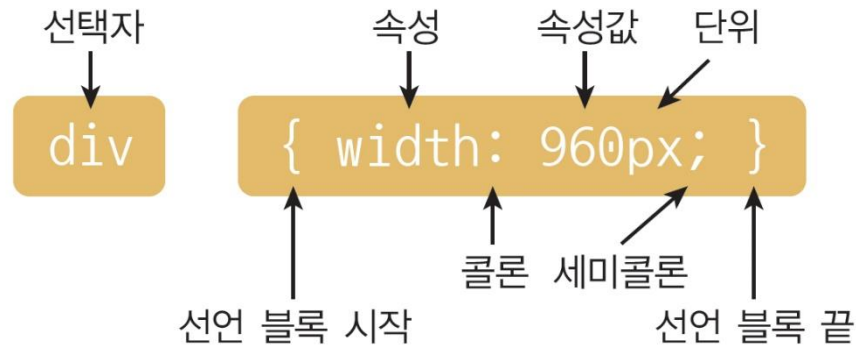 선택자 속성 속성값 단위
div { width: 960px; }
콜론 세미콜론
선언 블록 시작 선언 블록 끝